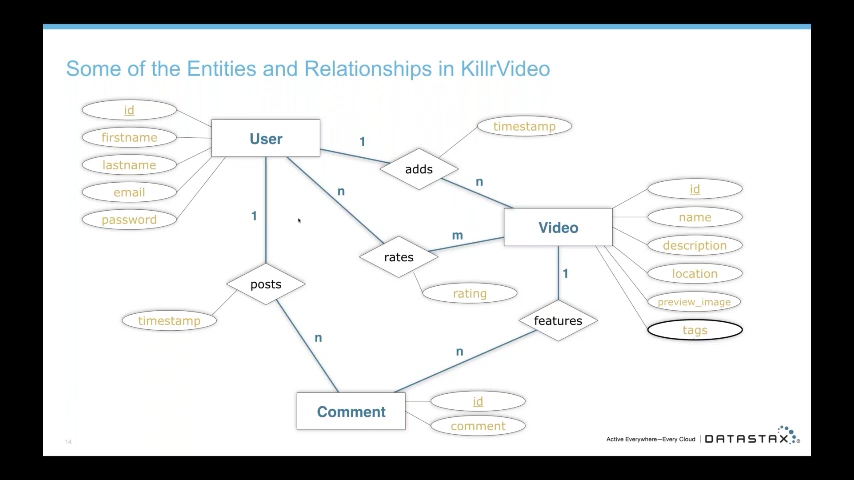 Some of the Entities and Relationships in KillrVideo
id
firstname
lastname
email
password
User
1
adds
timestamp
n
n
m
rates
rating
1
posts
timestamp
n
Video
id
name
description
location
preview_image
tags
1
features
n
Comment
id
comment
14
Active Everywhere—Every Cloud | DATASTAX